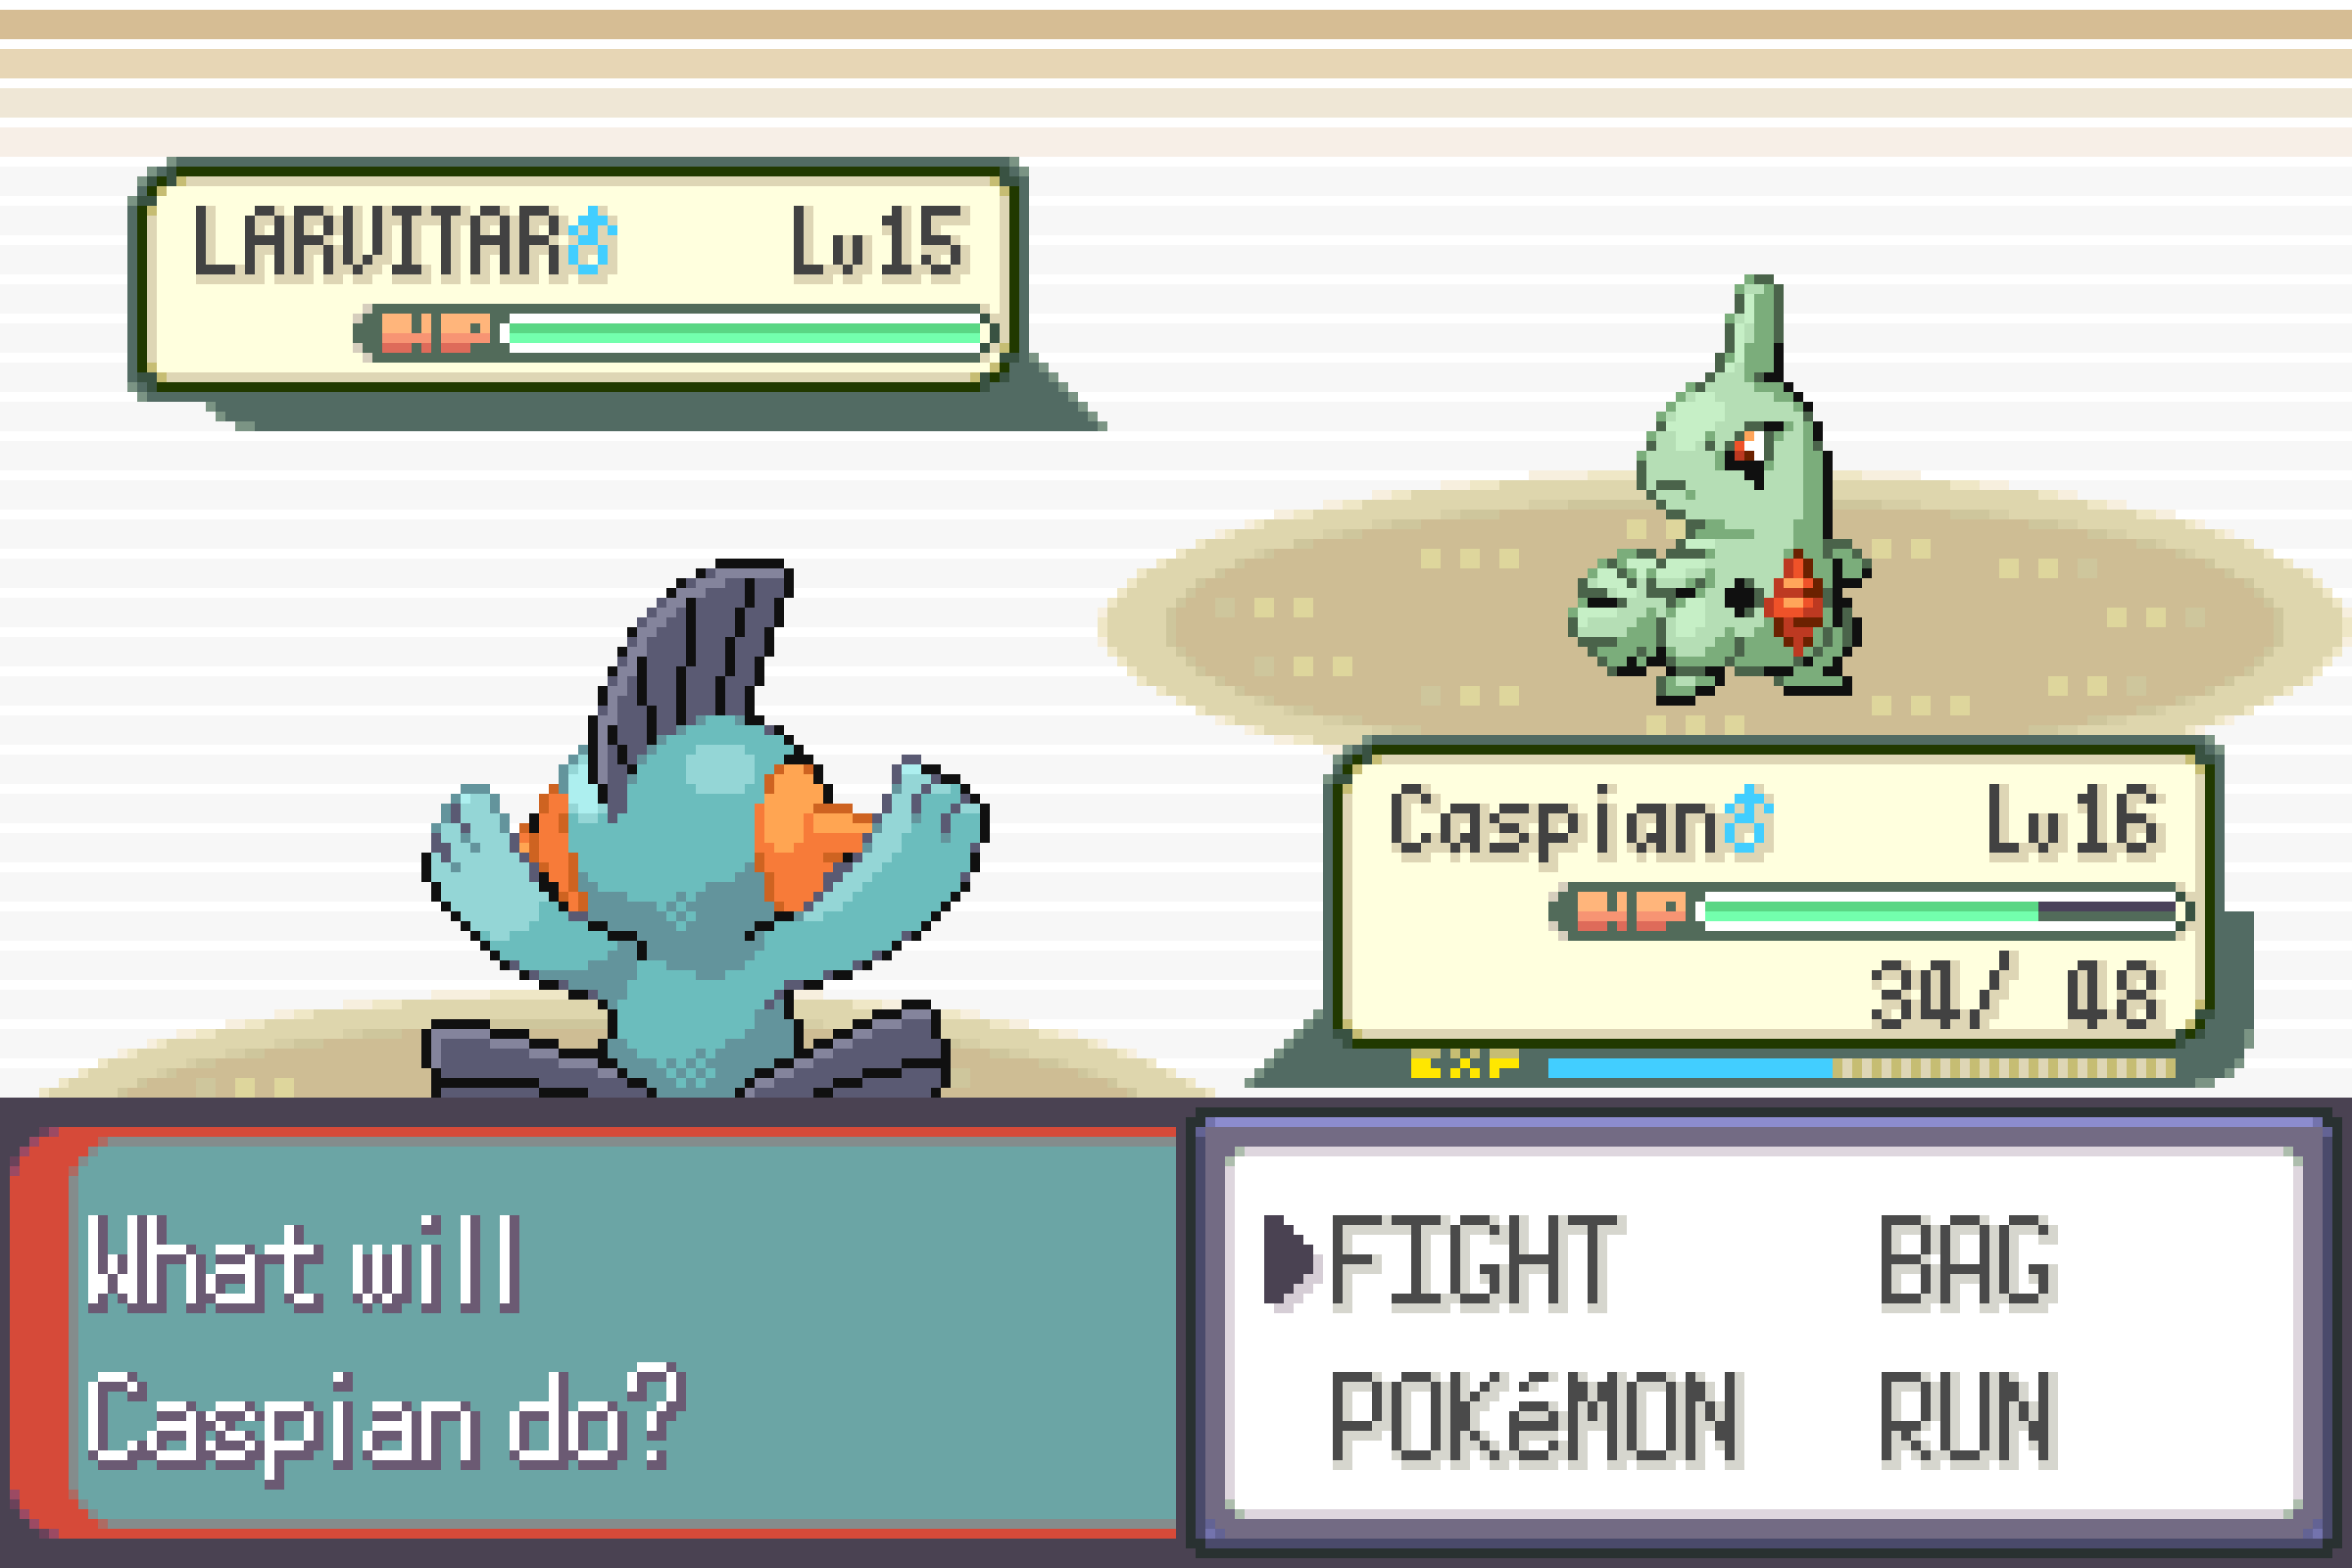 LARVITAR♂ Lv15
HP
Caspian♂ Lv16
HP
34/ 48
EXP
What will
Caspian do?
FIGHT BAG
POKéMON RUN